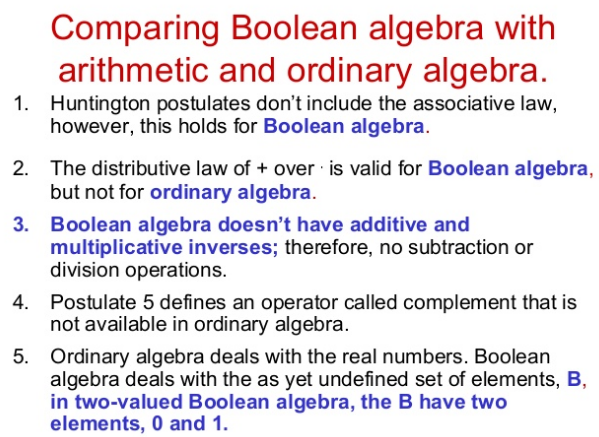 Comparing Boolean algebra with
arithmetic and ordinary algebra.
1. Huntington postulates don't include the associative law,
however, this holds for Boolean algebra.
2. The distributive law of + over · is valid for Boolean algebra,
but not for ordinary algebra.
3. Boolean algebra doesn't have additive and
multiplicative inverses; therefore, no subtraction or
division operations.
4. Postulate 5 defines an operator called complement that is
not available in ordinary algebra.
5. Ordinary algebra deals with the real numbers. Boolean
algebra deals with the as yet undefined set of elements, B,
in two-valued Boolean algebra, the B have two
elements, 0 and 1.